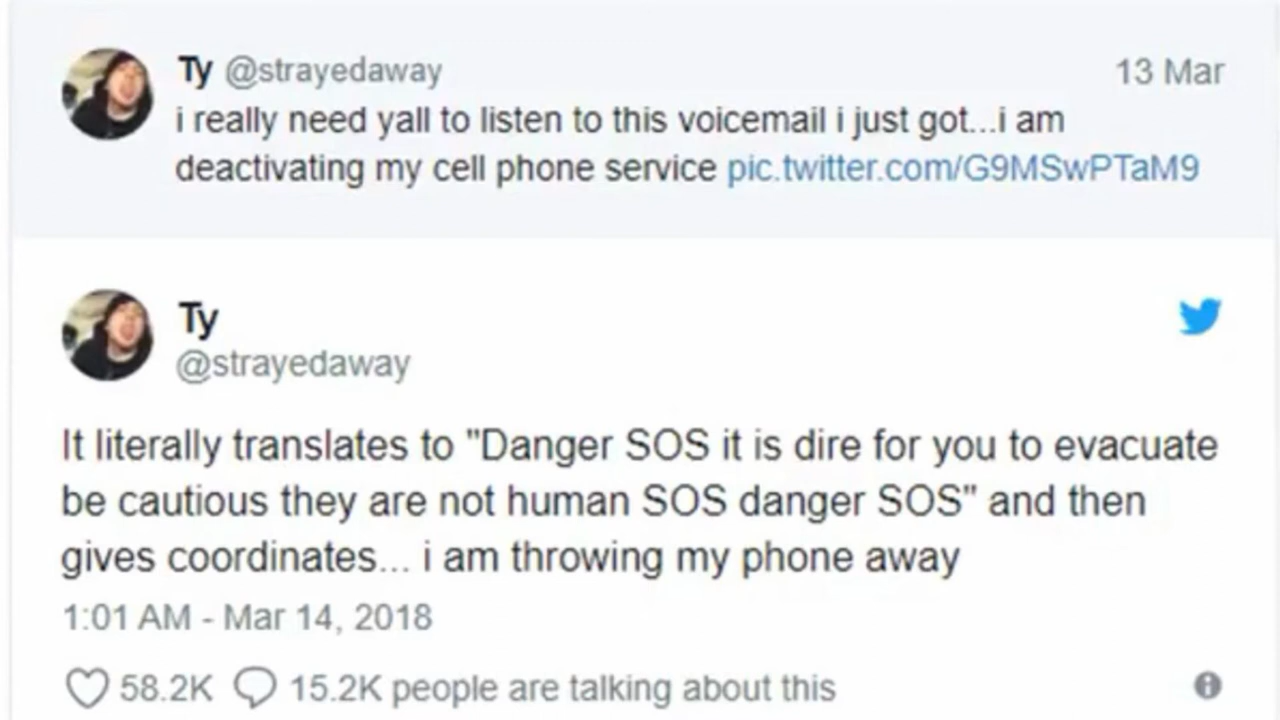 Ty @strayedaway 13 Mar
i really need yall to listen to this voicemail i just got...i am
deactivating my cell phone service pic.twitter.com/G9MSwPTaM9
Ty
@strayedaway
It literally translates to "Danger SOS it is dire for you to evacuate
be cautious they are not human SOS danger SOS" and then
gives coordinates... i am throwing my phone away
1:01 AM - Mar 14, 2018
58.2K 15.2K people are talking about this